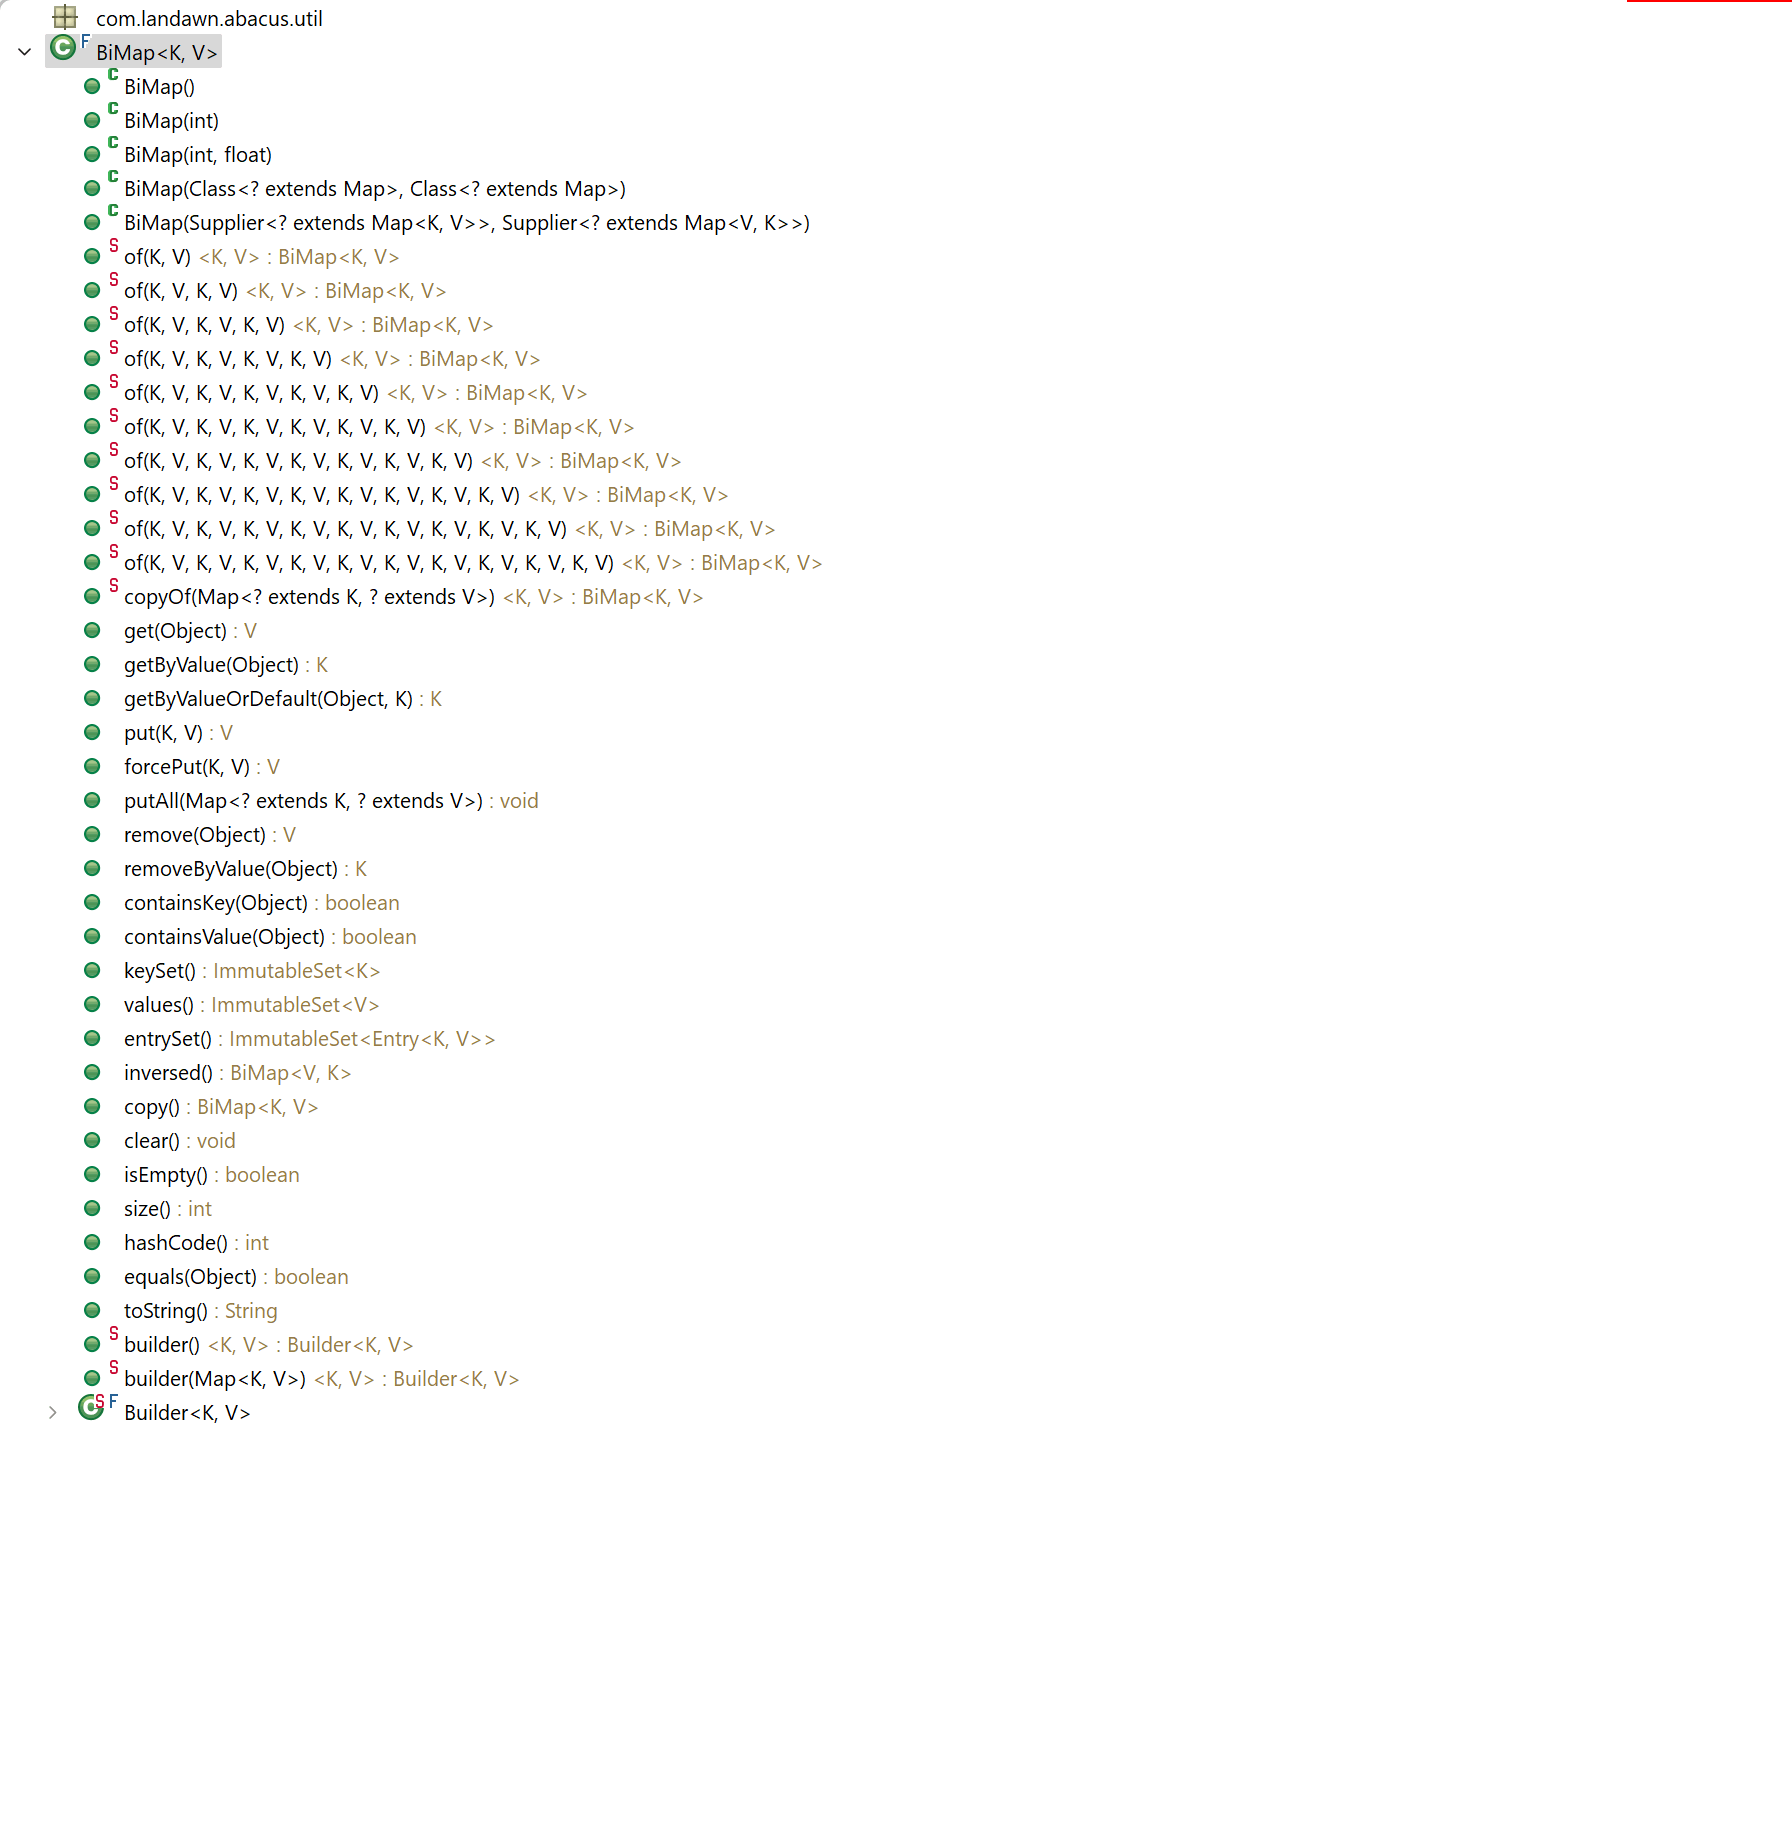 com.landawn.abacus.util
BiMap<K, V>
BiMap()
BiMap(int)
BiMap(int, float)
BiMap(Class<? extends Map>, Class<? extends Map>)
BiMap(Supplier<? extends Map<K, V>>, Supplier<? extends Map<V, K>>)
of(K, V) <K, V> : BiMap<K, V>
of(K, V, K, V) <K, V> : BiMap<K, V>
of(K, V, K, V, K, V) <K, V> : BiMap<K, V>
of(K, V, K, V, K, V, K, V) <K, V> : BiMap<K, V>
of(K, V, K, V, K, V, K, V, K, V) <K, V> : BiMap<K, V>
of(K, V, K, V, K, V, K, V, K, V, K, V) <K, V> : BiMap<K, V>
of(K, V, K, V, K, V, K, V, K, V, K, V, K, V) <K, V> : BiMap<K, V>
of(K, V, K, V, K, V, K, V, K, V, K, V, K, V, K, V) <K, V> : BiMap<K, V>
of(K, V, K, V, K, V, K, V, K, V, K, V, K, V, K, V, K, V) <K, V> : BiMap<K, V>
of(K, V, K, V, K, V, K, V, K, V, K, V, K, V, K, V, K, V, K, V) <K, V> : BiMap<K, V>
copyOf(Map<? extends K, ? extends V>) <K, V> : BiMap<K, V>
get(Object) : V
getByValue(Object) : K
getByValueOrDefault(Object, K) : K
put(K, V) : V
forcePut(K, V) : V
putAll(Map<? extends K, ? extends V>) : void
remove(Object) : V
removeByValue(Object) : K
containsKey(Object) : boolean
containsValue(Object) : boolean
keySet() : ImmutableSet<K>
values() : ImmutableSet<V>
entrySet() : ImmutableSet<Entry<K, V>>
inversed() : BiMap<V, K>
copy() : BiMap<K, V>
clear() : void
isEmpty() : boolean
size() : int
hashCode() : int
equals(Object) : boolean
toString() : String
builder() <K, V> : Builder<K, V>
builder(Map<K, V>) <K, V> : Builder<K, V>
Builder<K, V>